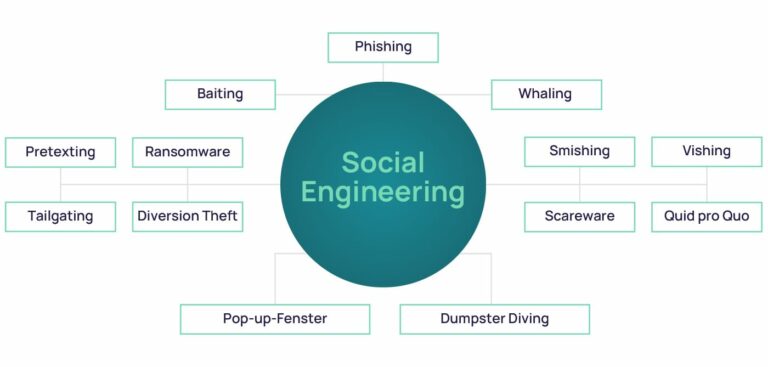 Phishing
Baiting
Whaling
Pretexting
Ransomware
Social
Engineering
Smishing
Vishing
Tailgating
Diversion Theft
Scareware
Quid pro Quo
Pop-up-Fenster
Dumpster Diving